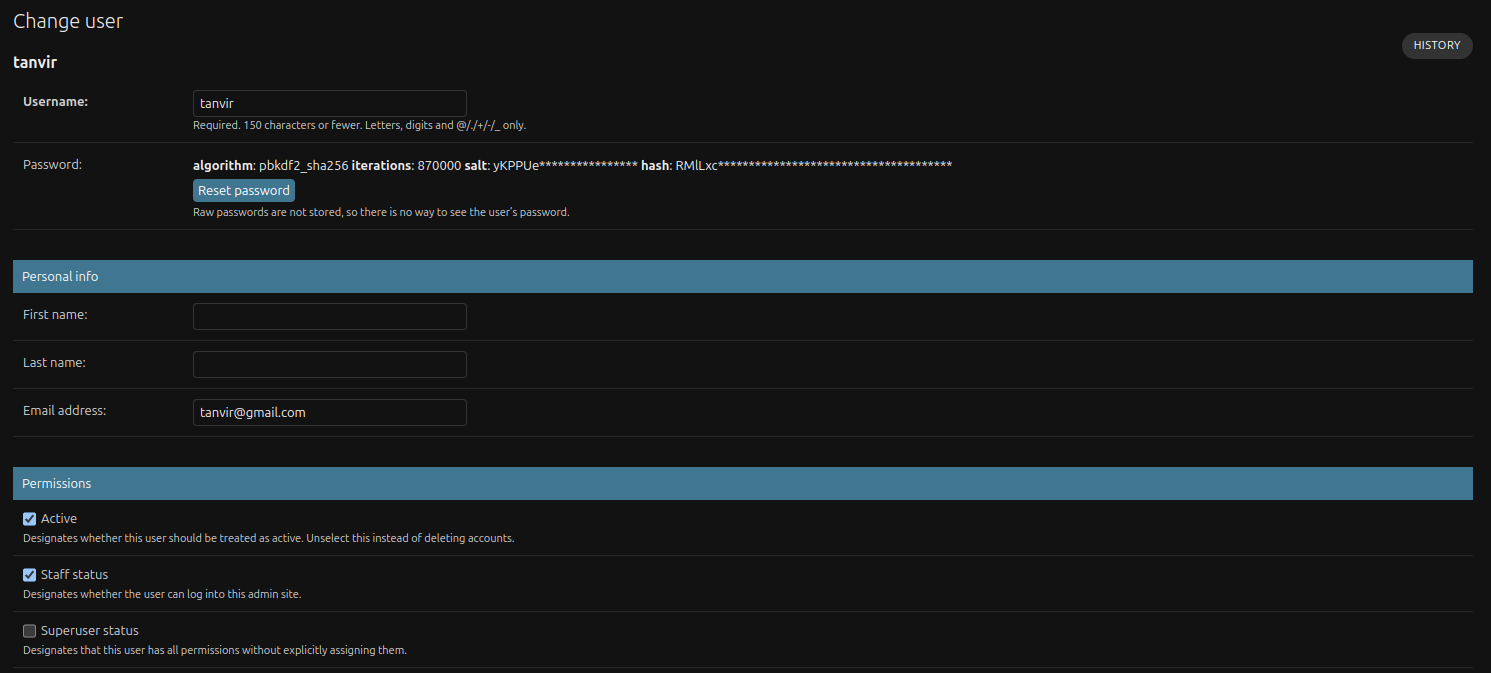 Change user
HISTORY
tanvir
Username:
tanvir
Required. 150 characters or fewer. Letters, digits and @/./+/-/_ only.
Password:
algorithm: pbkdf2_sha256 iterations: 870000 salt: yKPPUe**************** hash: RMlLxc**************************************
Reset password
Raw passwords are not stored, so there is no way to see the user’s password.
Personal info
First name:
Last name:
Email address:
tanvir@gmail.com
Permissions
Active
Designates whether this user should be treated as active. Unselect this instead of deleting accounts.
Staff status
Designates whether the user can log into this admin site.
Superuser status
Designates that this user has all permissions without explicitly assigning them.